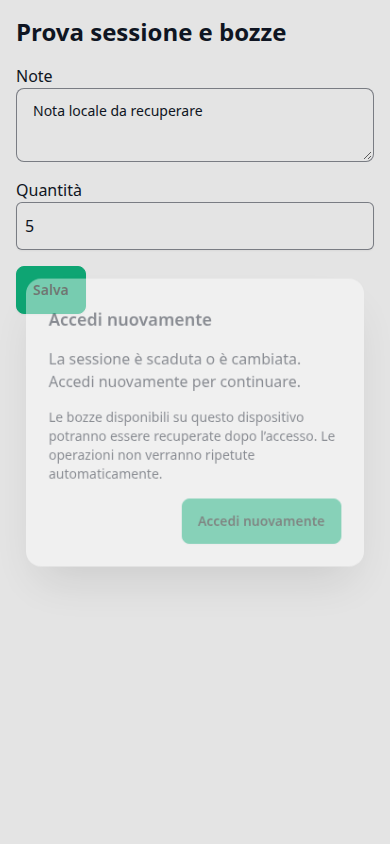 Prova sessione e bozze
Note
Nota locale da recuperare
Quantità
5
Salva
Accedi nuovamente
La sessione è scaduta o è cambiata.
Accedi nuovamente per continuare.
Le bozze disponibili su questo dispositivo
potranno essere recuperate dopo l’accesso. Le
operazioni non verranno ripetute
automaticamente.
Accedi nuovamente